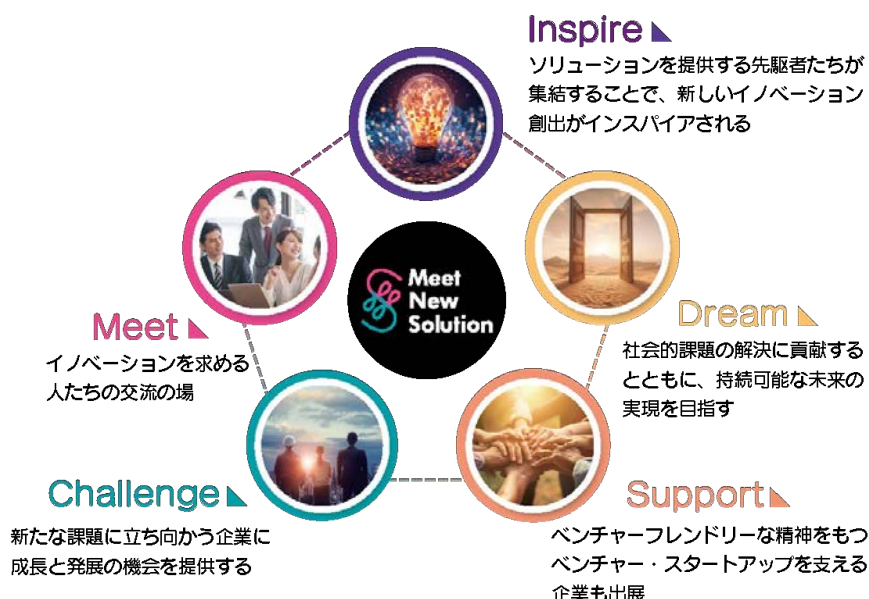 Inspire
ソリューションを提供する先駆者たちが
集結することで、新しいイノベーション
創出がインスパイアされる
Meet
New
Solution
Meet
イノベーションを求める
人たちの交流の場
Dream
社会的課題の解決に貢献する
とともに、持続可能な未来の
実現を目指す
Challenge
新たな課題に立ち向かう企業に
成長と発展の機会を提供する
Support
ベンチャーフレンドリーな精神をもつ
ベンチャー・スタートアップを支える
企業も出展